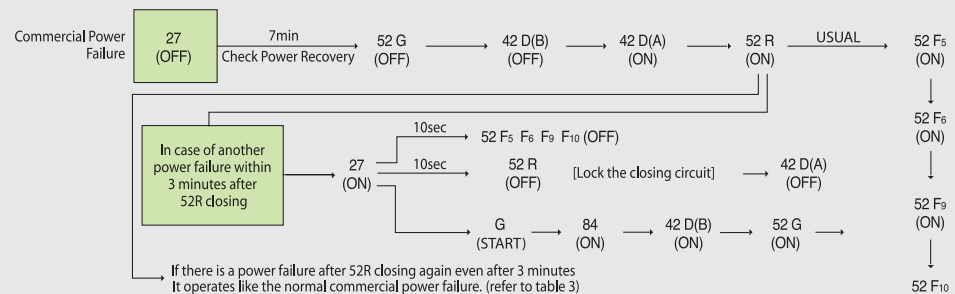 Commercial Power Failure
27 (OFF)
7min
Check Power Recovery
52 G (OFF)
42 D(B) (OFF)
42 D(A) (ON)
52 R (ON)
USUAL
52 F5 (ON)
52 F6 (ON)
52 F9 (ON)
52 F10
In case of another
power failure within
3 minutes after
52R closing
27 (ON)
10sec
52 F5 F6 F9 F10 (OFF)
10sec
52 R (OFF)
[Lock the closing circuit]
42 D(A) (OFF)
G (START)
84 (ON)
42 D(B) (ON)
52 G (ON)
If there is a power failure after 52R closing again even after 3 minutes
It operates like the normal commercial power failure. (refer to table 3)